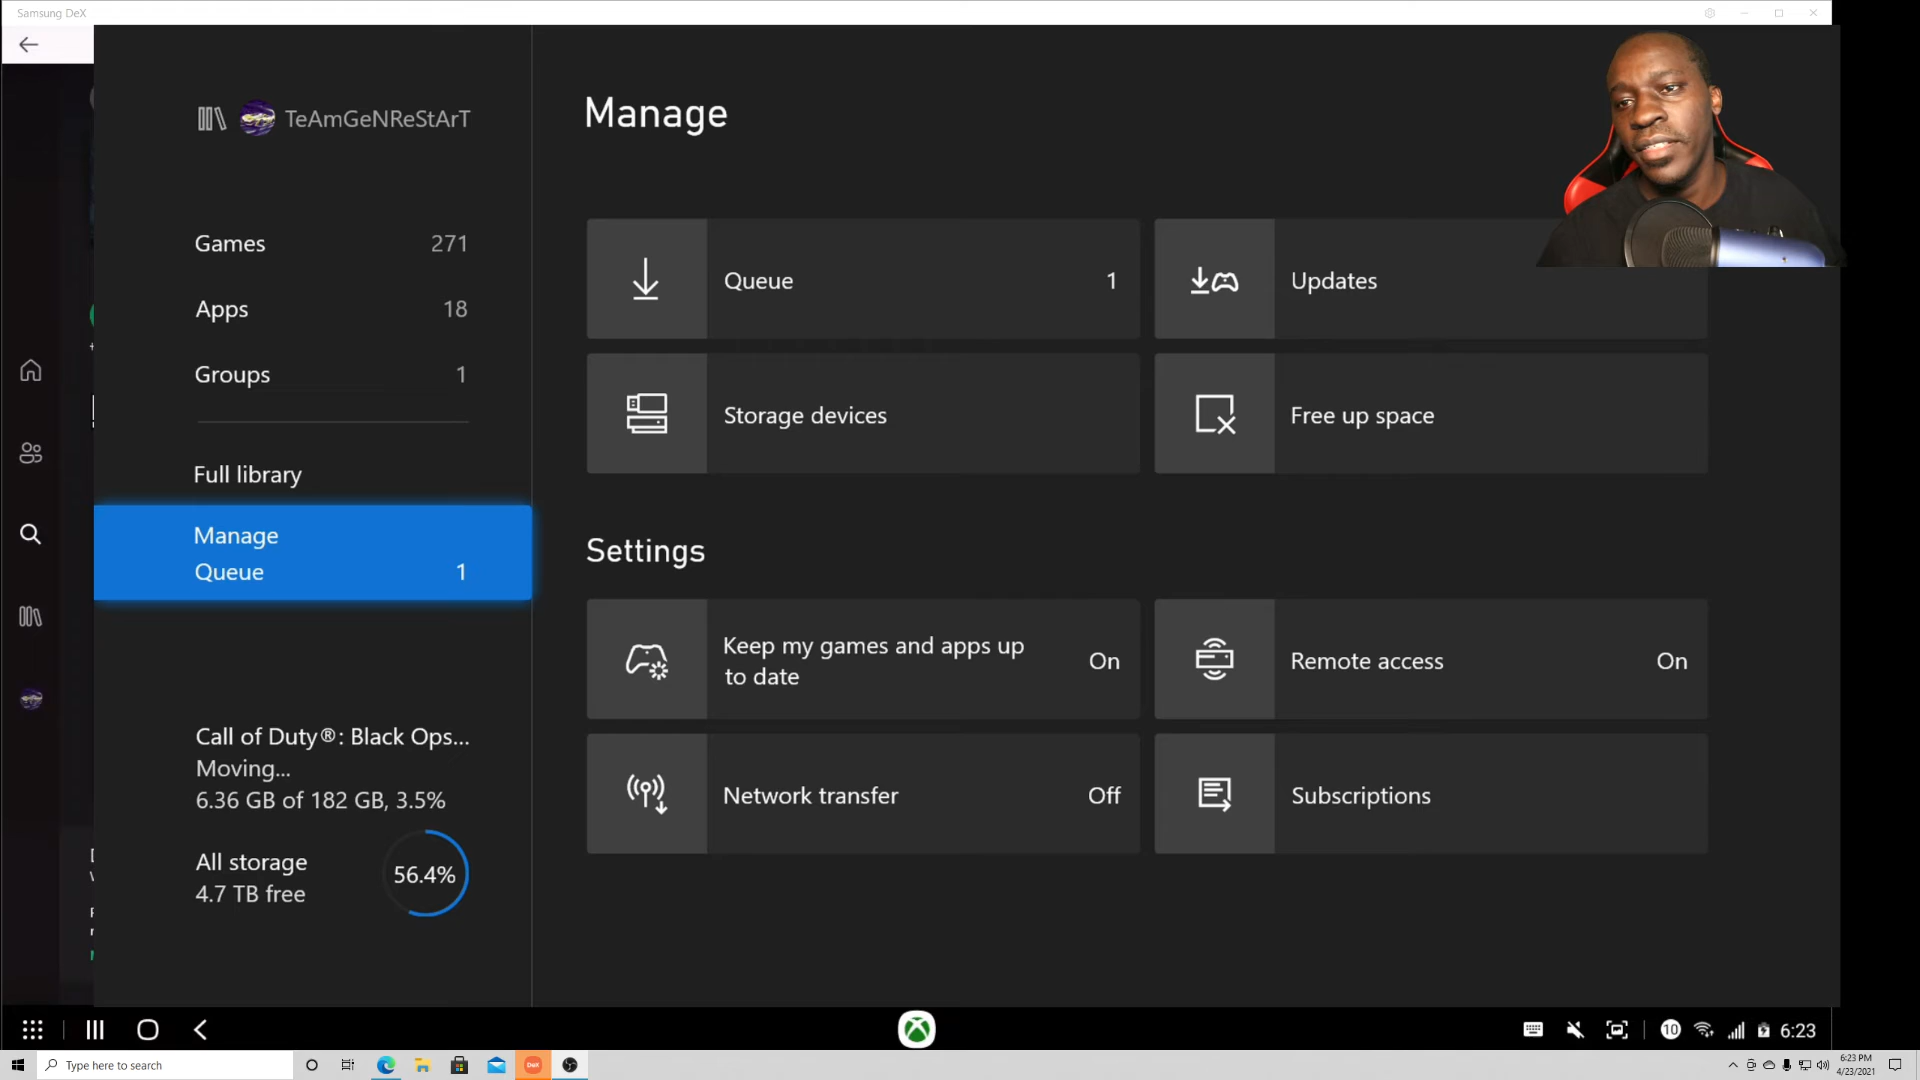 Samsung DeX
TeAmGeNReStArT
Games 271
Apps 18
Groups 1
Full library
Manage
Queue 1
Call of Duty®: Black Ops...
Moving...
6.36 GB of 182 GB, 3.5%
All storage
4.7 TB free
56.4%
Manage
Queue 1
Updates
Storage devices
Free up space
Settings
Keep my games and apps up
to date
On
Remote access On
Network transfer Off
Subscriptions
10
6:23
Type here to search
DeX
6:23 PM
4/23/2021